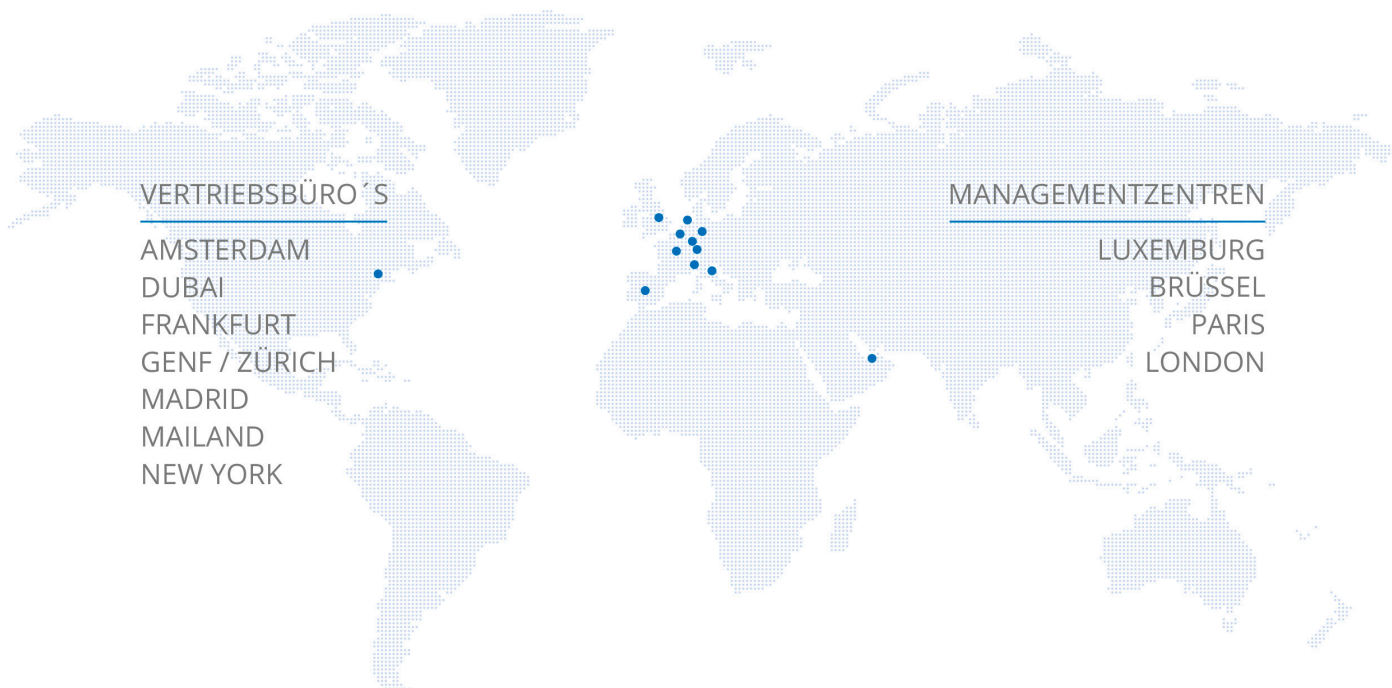 VERTRIEBSBÜRO´S
AMSTERDAM
DUBAI
FRANKFURT
GENF / ZÜRICH
MADRID
MAILAND
NEW YORK
MANAGEMENTZENTREN
LUXEMBURG
BRÜSSEL
PARIS
LONDON